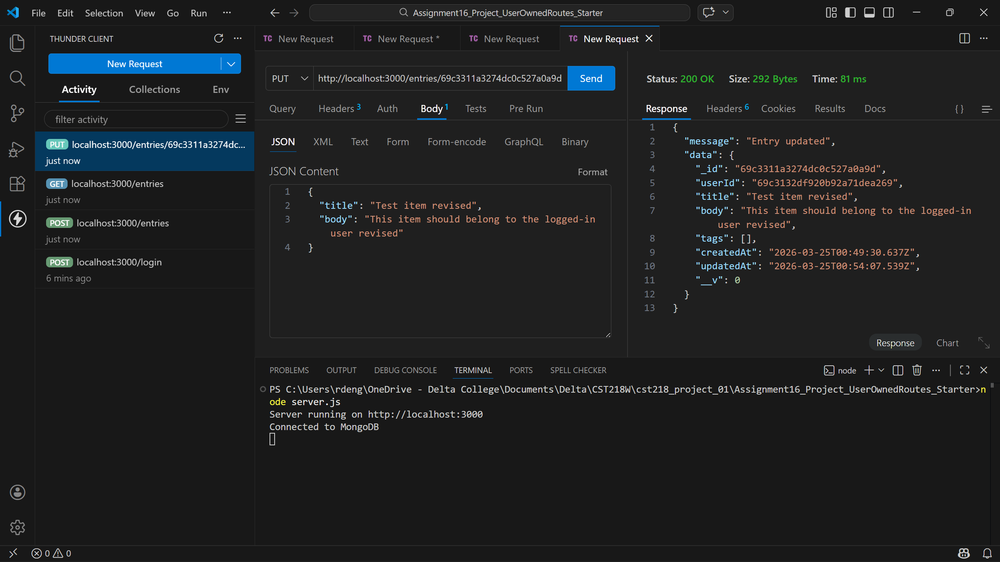 File Edit Selection View Go Run ···
Assignment16_Project_UserOwnedRoutes_Starter
THUNDER CLIENT
New Request
Activity Collections Env
filter activity
PUT localhost:3000/entries/69c3311a3274dc...
just now
GET localhost:3000/entries
just now
POST localhost:3000/entries
just now
POST localhost:3000/login
6 mins ago
TC New Request
TC New Request *
TC New Request
TC New Request
PUT http://localhost:3000/entries/69c3311a3274dc0c527a0a9d Send
Query Headers 3 Auth Body 1 Tests Pre Run
JSON XML Text Form Form-encode GraphQL Binary
JSON Content Format
1 {
2 "title": "Test item revised",
3 "body": "This item should belong to the logged-in
user revised"
4 }
Status: 200 OK Size: 292 Bytes Time: 81 ms
Response Headers 6 Cookies Results Docs { }
1 {
2 "message": "Entry updated",
3 "data": {
4 "_id": "69c3311a3274dc0c527a0a9d",
5 "userId": "69c3132df920b92a71dea269",
6 "title": "Test item revised",
7 "body": "This item should belong to the logged-in
user revised",
8 "tags": [],
9 "createdAt": "2026-03-25T00:49:30.637Z",
10 "updatedAt": "2026-03-25T00:54:07.539Z",
11 "__v": 0
12 }
13 }
Response Chart
PROBLEMS OUTPUT DEBUG CONSOLE TERMINAL PORTS SPELL CHECKER
node
PS C:\Users\rdeng\OneDrive - Delta College\Documents\Delta\CST218W\cst218_project_01\Assignment16_Project_UserOwnedRoutes_Starter>n
ode server.js
Server running on http://localhost:3000
Connected to MongoDB
0 0